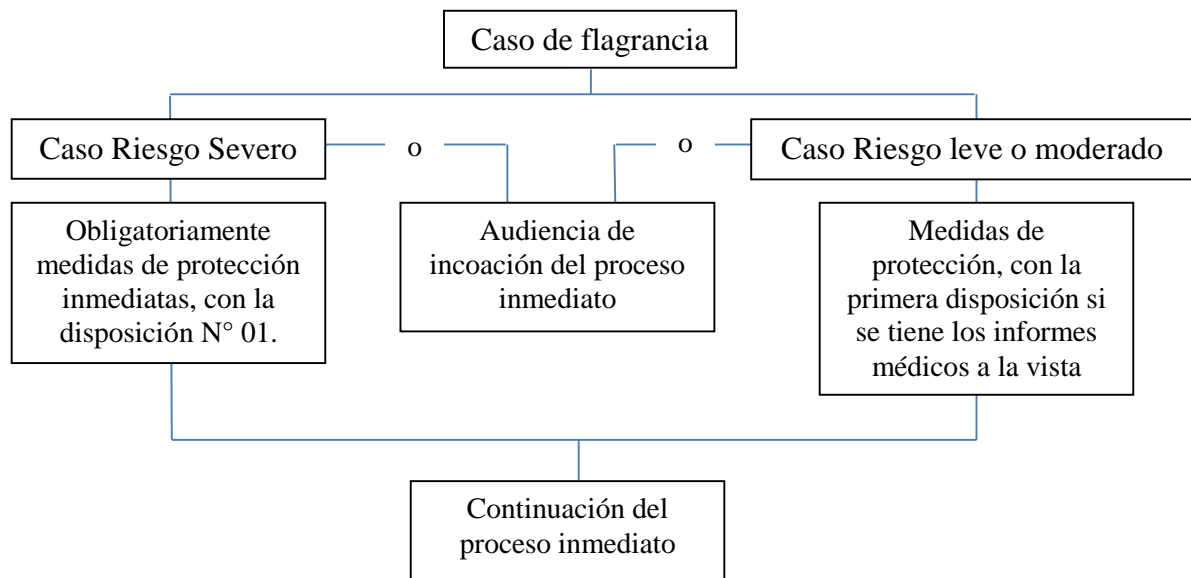 Caso de flagrancia
Caso Riesgo Severo
o
o
Caso Riesgo leve o moderado
Obligatoriamente
medidas de protección
inmediatas, con la
disposición N° 01.
Audiencia de
incoación del proceso
inmediato
Medidas de
protección, con la
primera disposición si
se tiene los informes
médicos a la vista
Continuación del
proceso inmediato